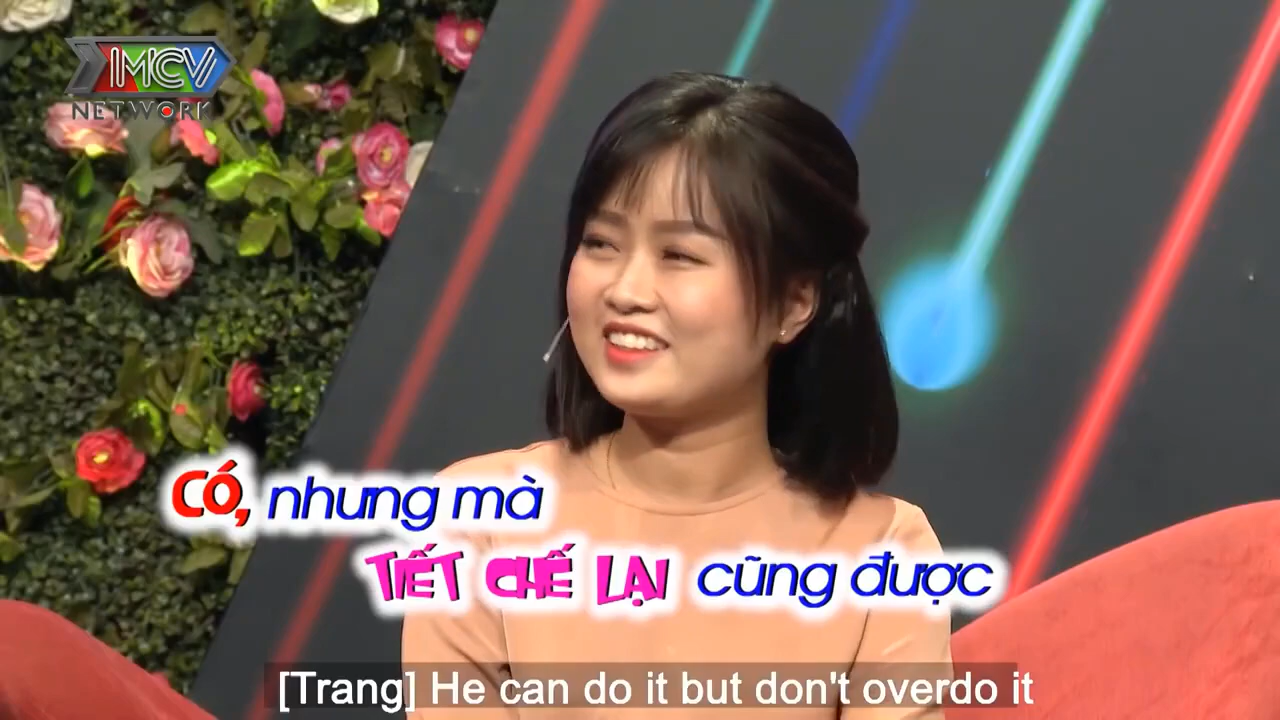 MCV
NETWORK
Có, nhưng mà
TIẾT CHẾ LẠI cũng được
[Trang] He can do it but don't overdo it